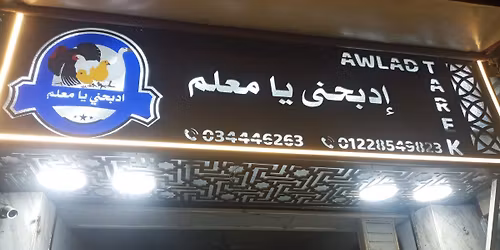 AWLAD TAREK
إدبحنى يا معلم
034446263
01228549823
ادبحني يا معلم